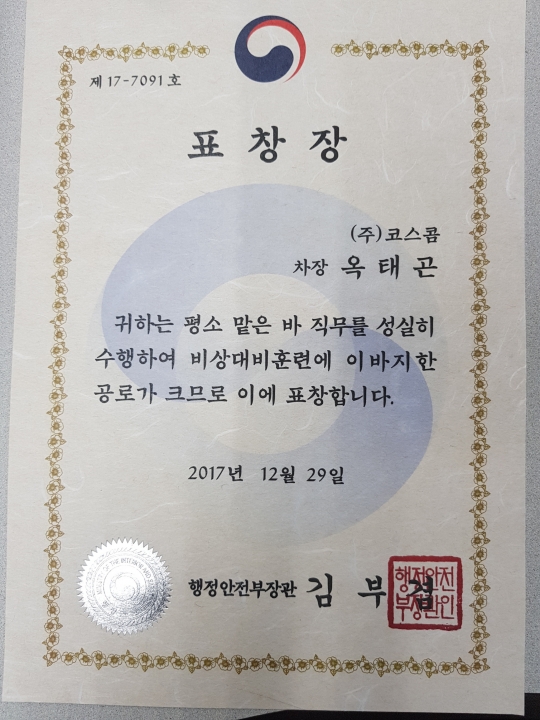 제 17-7091 호
표 창 장
(주)코스콤
차장 옥 태 곤
귀하는 평소 맡은 바 직무를 성실히
수행하여 비상대비훈련에 이바지한
공로가 크므로 이에 표창합니다.
2017년 12월 29일
행정안전부장관 김 부 겸
행정안전
부장관인